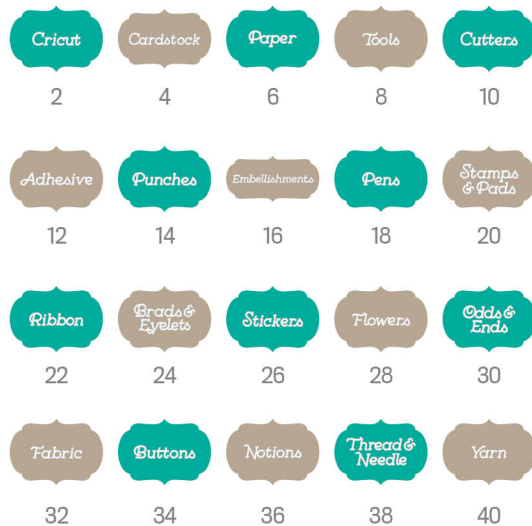 Cricut Cardstock Paper Tools Cutters
2 4 6 8 10
Adhesive Punches Embellishments Pens Stamps & Pads
12 14 16 18 20
Ribbon Brads & Eyelets Stickers Flowers Odds & Ends
22 24 26 28 30
Fabric Buttons Notions Thread & Needle Yarn
32 34 36 38 40